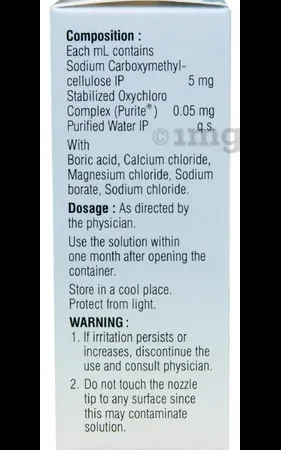 Composition :
Each mL contains
Sodium Carboxymethyl-
cellulose IP 5 mg
Stabilized Oxychloro
Complex (Purite®) 0.05 mg
Purified Water IP q.s.
1mg
With
Boric acid, Calcium chloride,
Magnesium chloride, Sodium
borate, Sodium chloride.
Dosage : As directed by
the physician.
Use the solution within
one month after opening the
container.
Store in a cool place.
Protect from light.
WARNING :
1. If irritation persists or
increases, discontinue the
use and consult physician.
2. Do not touch the nozzle
tip to any surface since
this may contaminate
solution.